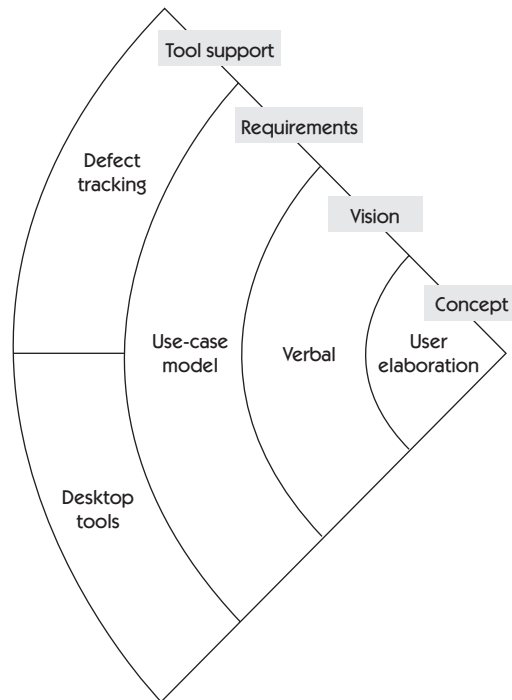 Tool support
Requirements
Vision
Concept
Defect
tracking
Use-case
model
Verbal
User
elaboration
Desktop
tools